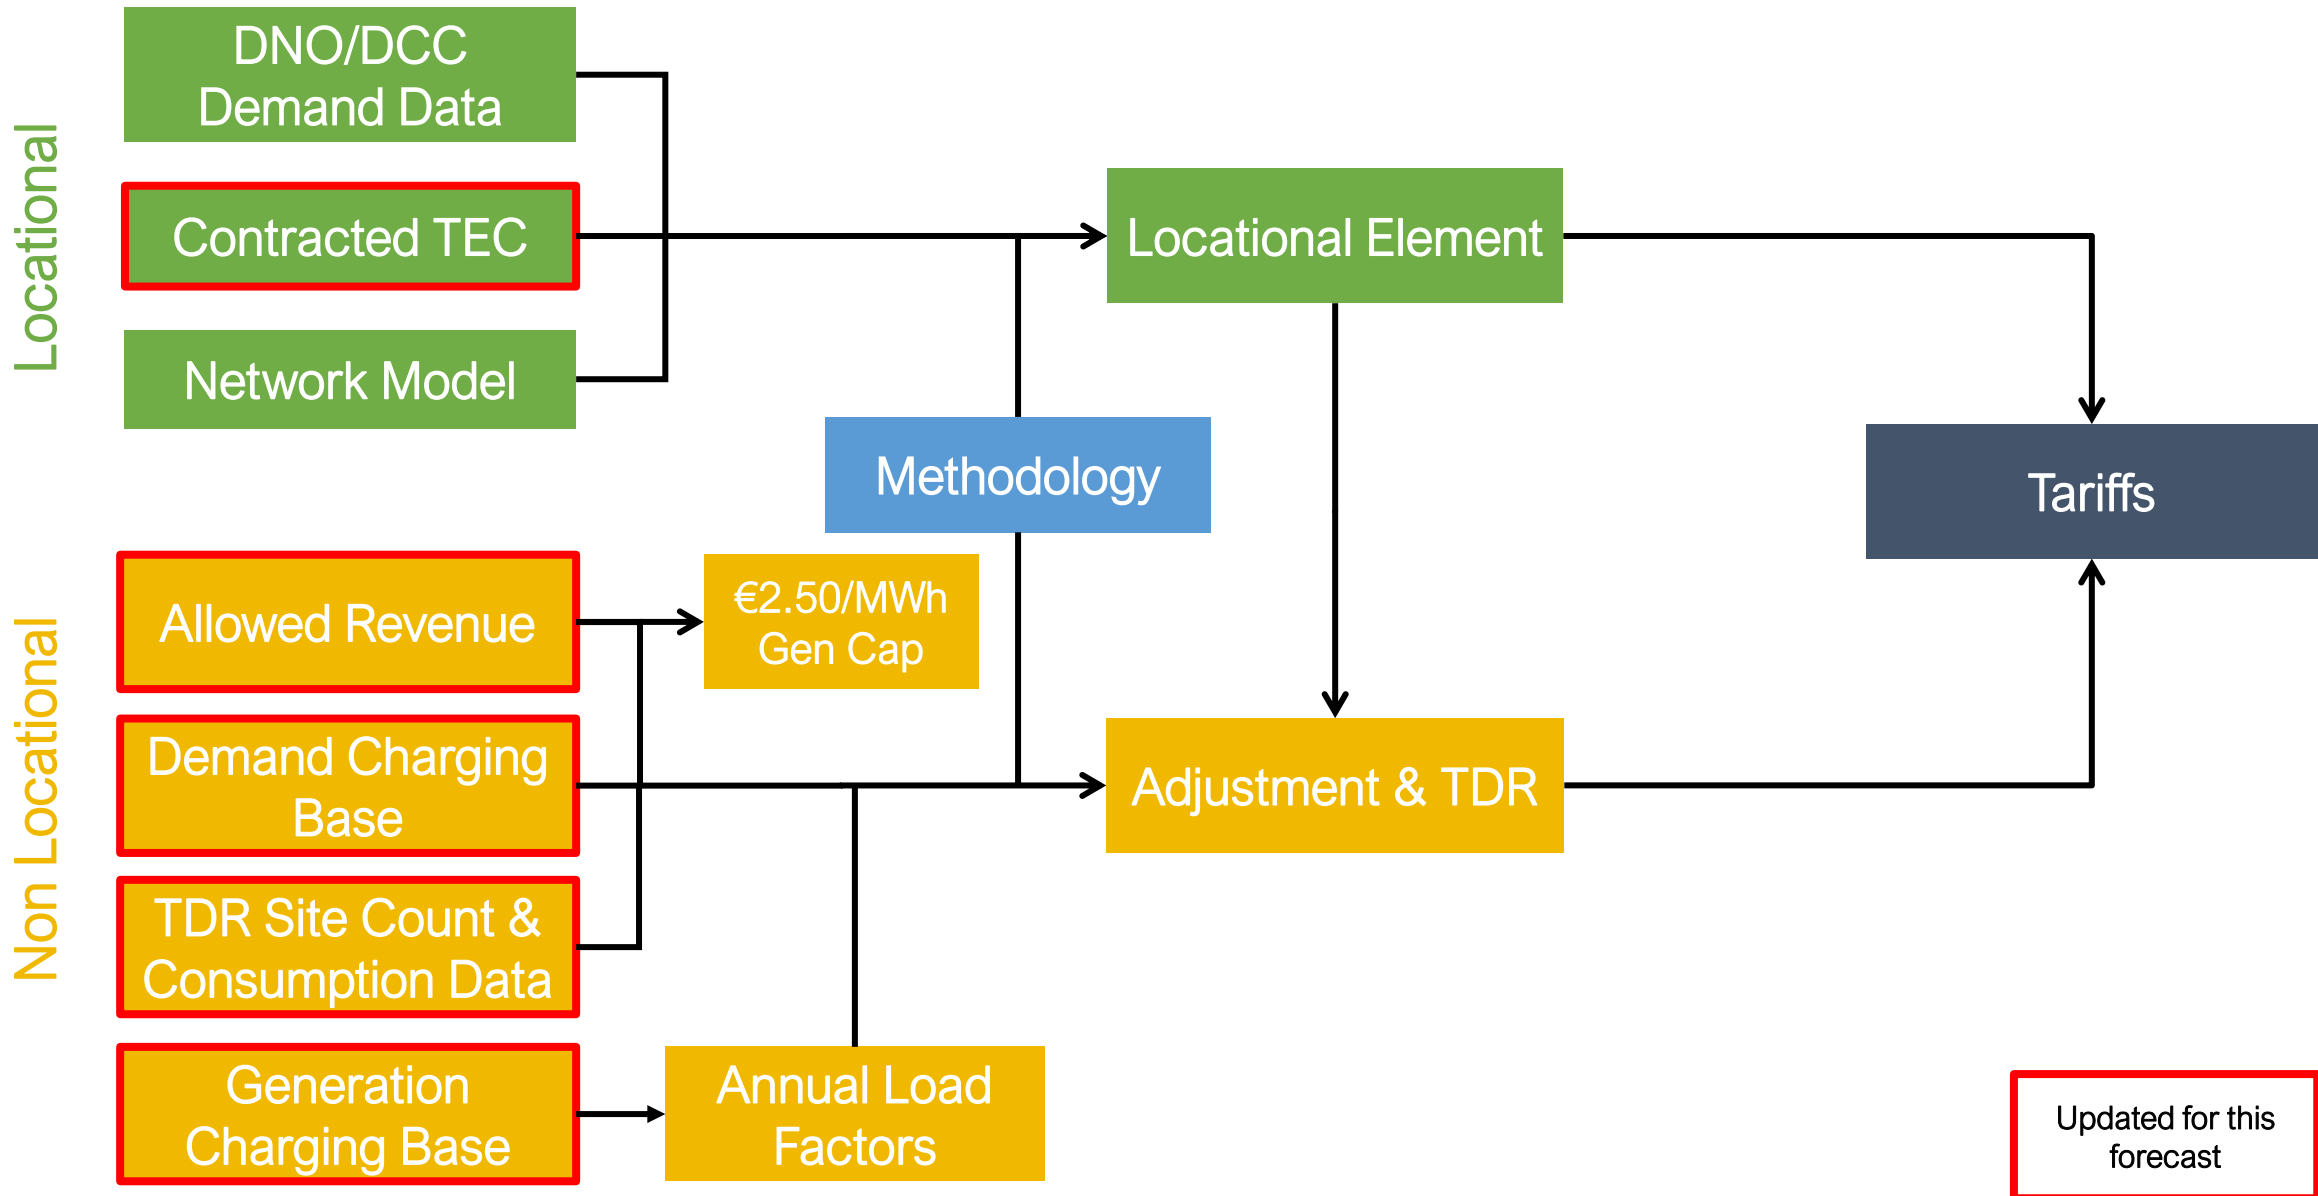 Locational
DNO/DCC
Demand Data
Contracted TEC
Network Model
Locational Element
Methodology
Tariffs
Non Locational
Allowed Revenue
€2.50/MWh
Gen Cap
Demand Charging
Base
Adjustment & TDR
TDR Site Count &
Consumption Data
Generation
Charging Base
Annual Load
Factors
Updated for this
forecast